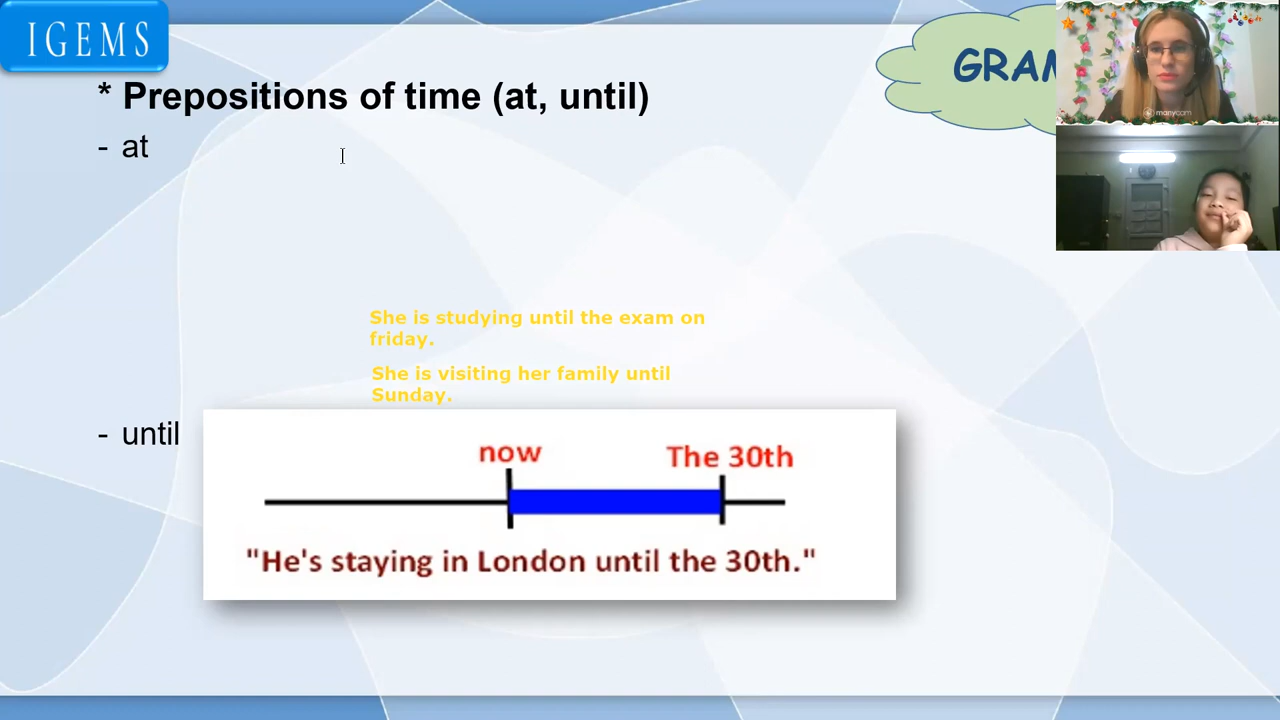 IGEMS
* Prepositions of time (at, until)
- at
She is studying until the exam on
friday.
She is visiting her family until
Sunday.
- until
now
The 30th
"He's staying in London until the 30th."
manycam